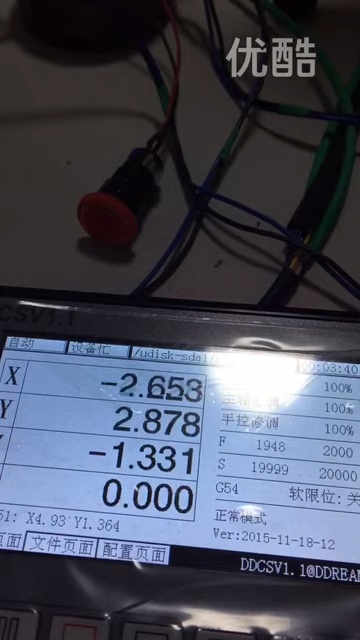 优酷
CSV1.1
自动 设备忙 /udisk-sda1/ 00:03:40
X -2.653 100%
Y 2.878 100%
-1.331 手控修调 100%
0.000 F 1948 2000
S 19999 20000
G54 软限位: 关
51: X4.93 Y1.364 正常模式
页面 文件页面 配置页面 Ver:2015-11-18-12
DDCSV1.1@DDREA